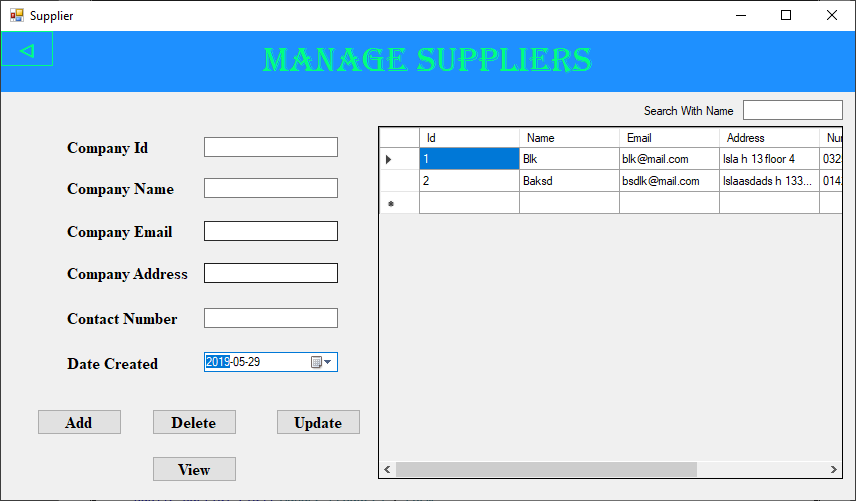 Supplier
MANAGE SUPPLIERS
Search With Name
Company Id
Company Name
Company Email
Company Address
Contact Number
Date Created 2019-05-29
Add Delete Update
View
Id Name Email Address
1 Blk blk@mail.com Isla h 13 floor 4 032
2 Baksd bsdlk@mail.com Islaasdads h 133...